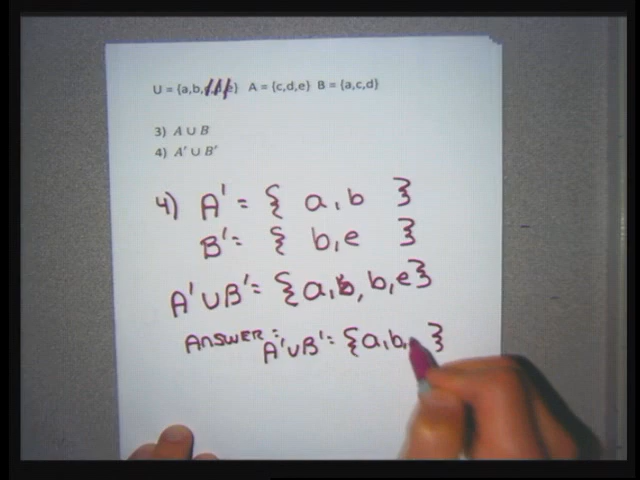 U = {a,b,c,d,e} A = {c,d,e} B = {a,c,d}
3) A ∪ B
4) A' ∪ B'
4) A' = { a, b }
B' = { b, e }
A' ∪ B' = { a, b, b, e }
Answer:
A' ∪ B' = { a, b, }